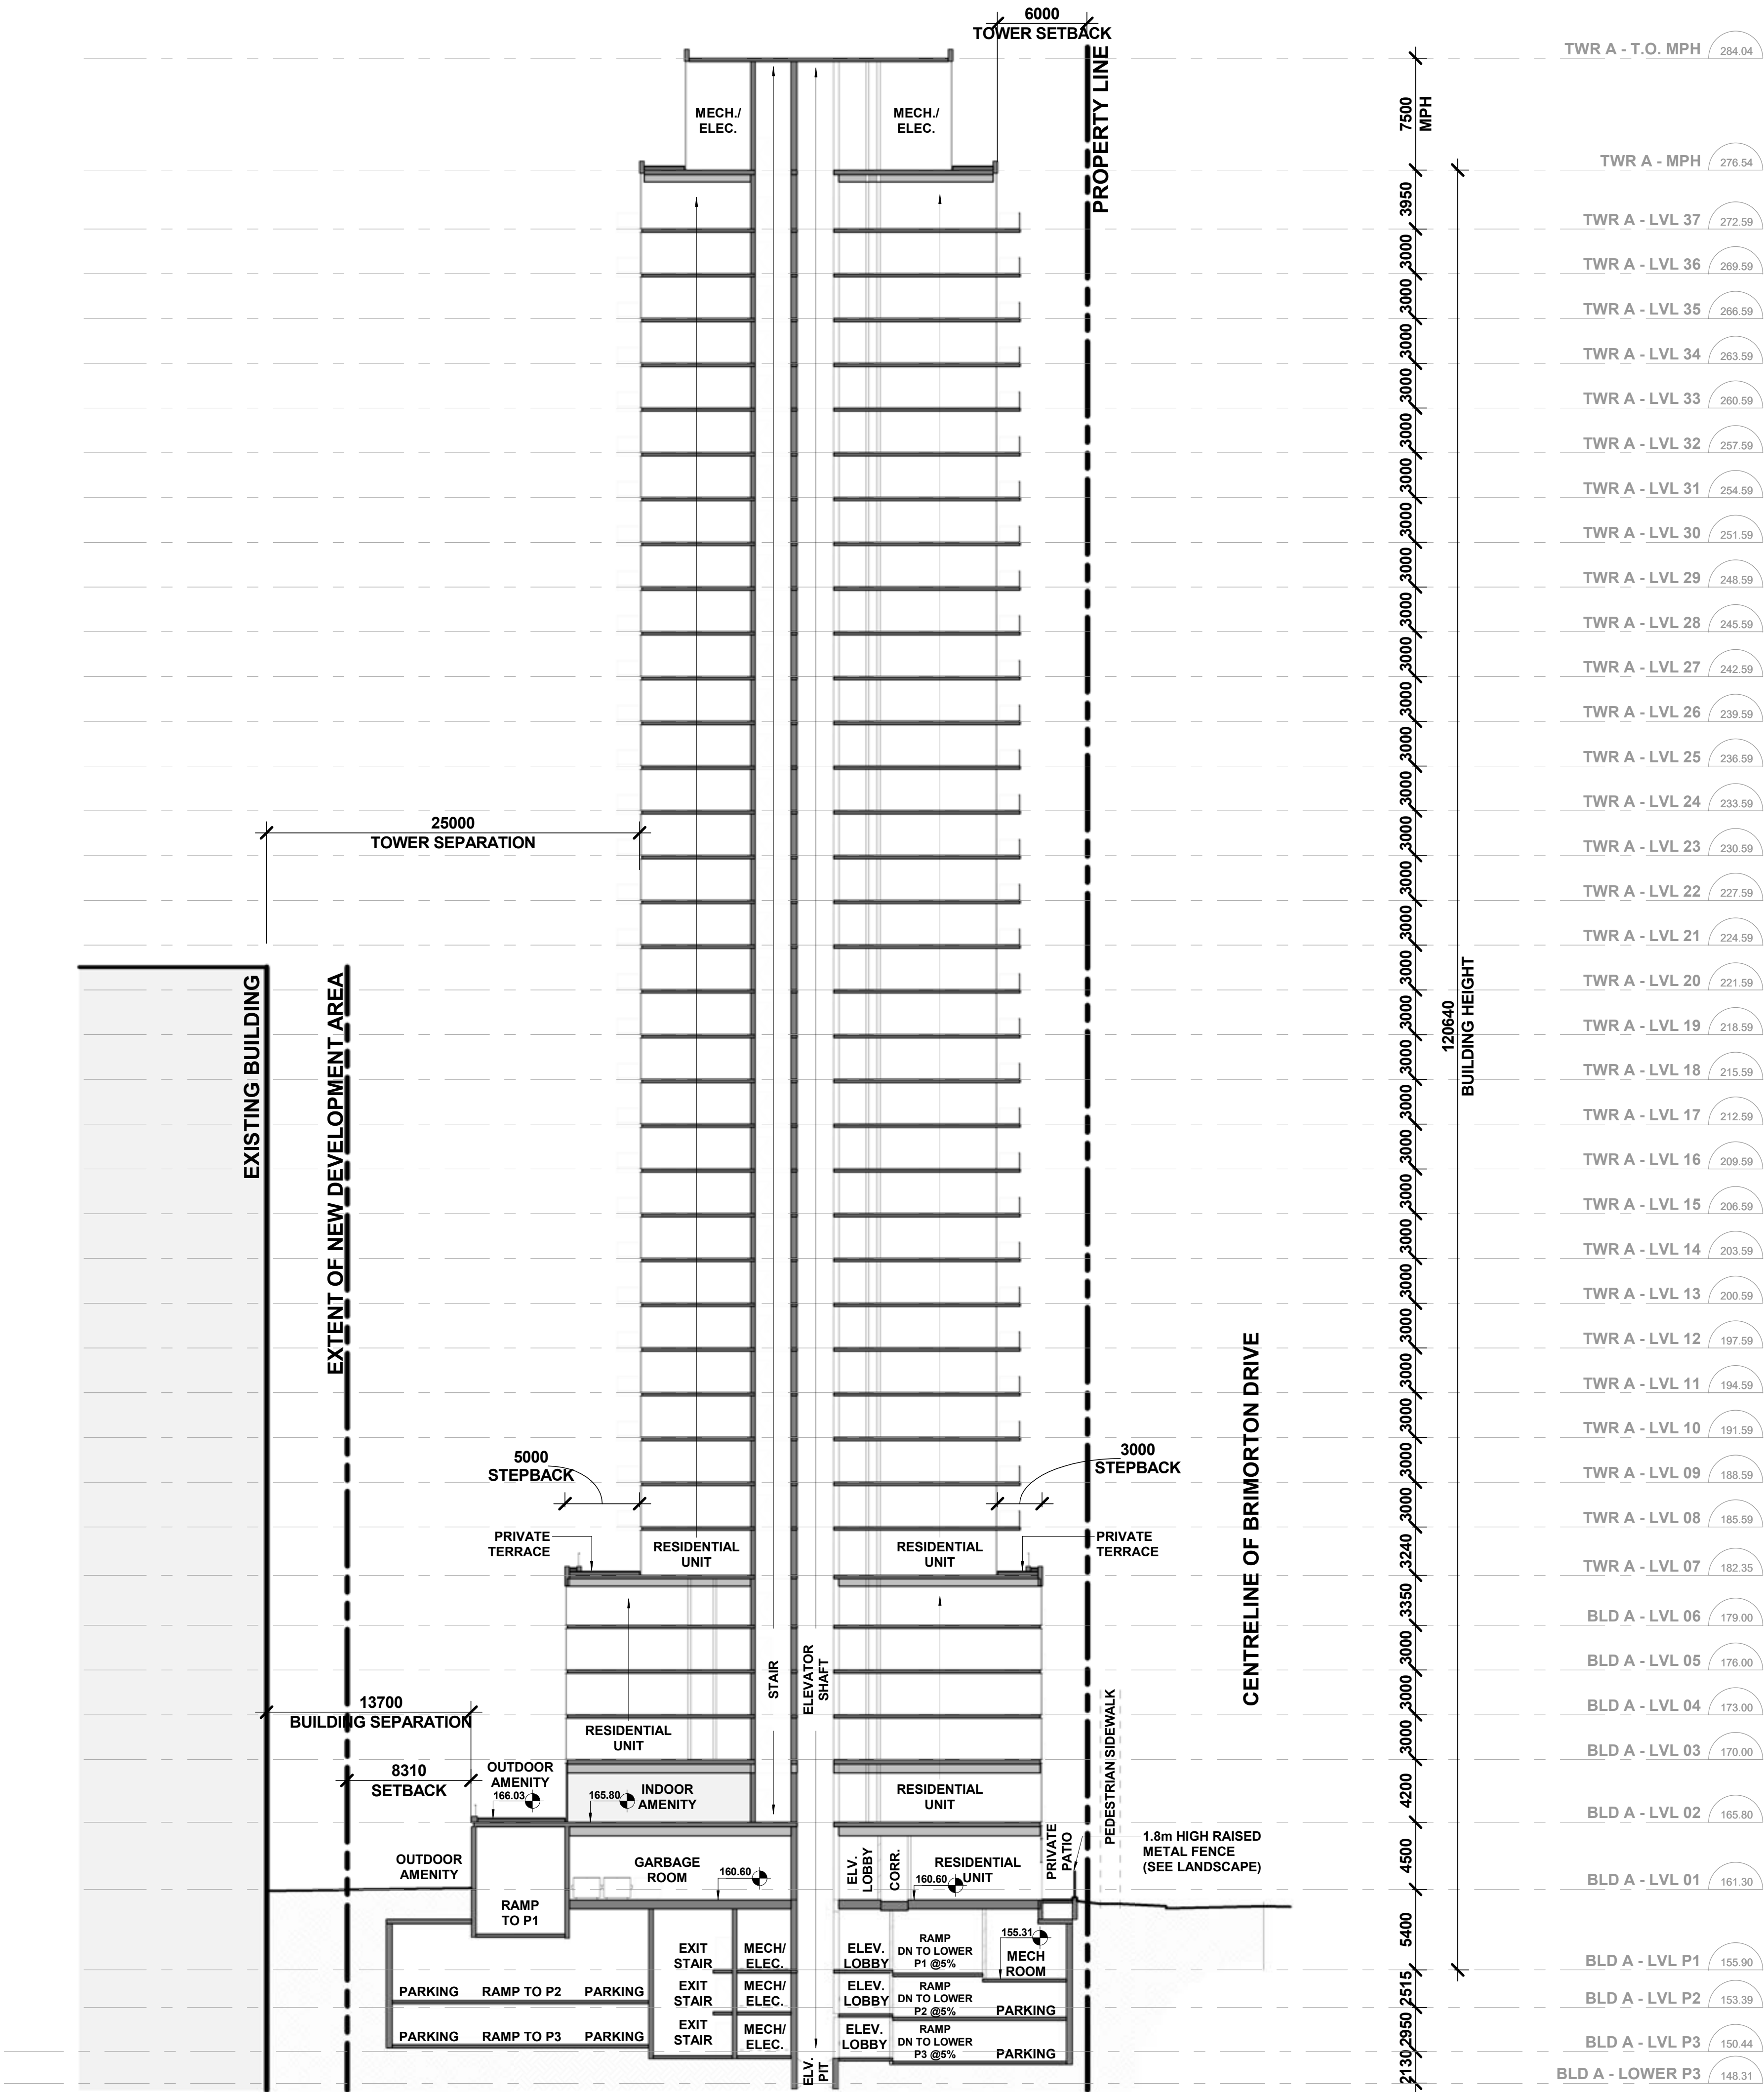 6000
TOWER SETBACK
PROPERTY LINE
TWR A - T.O. MPH 284.04
MECH./
ELEC.
MECH./
ELEC.
7500
MPH
TWR A - MPH 276.54
3950
TWR A - LVL 37 272.59
3000
TWR A - LVL 36 269.59
3000
TWR A - LVL 35 266.59
3000
TWR A - LVL 34 263.59
3000
TWR A - LVL 33 260.59
3000
TWR A - LVL 32 257.59
3000
TWR A - LVL 31 254.59
3000
TWR A - LVL 30 251.59
3000
TWR A - LVL 29 248.59
3000
TWR A - LVL 28 245.59
3000
TWR A - LVL 27 242.59
3000
TWR A - LVL 26 239.59
3000
TWR A - LVL 25 236.59
3000
TWR A - LVL 24 233.59
25000
TOWER SEPARATION
3000
TWR A - LVL 23 230.59
3000
TWR A - LVL 22 227.59
3000
TWR A - LVL 21 224.59
3000
TWR A - LVL 20 221.59
EXISTING BUILDING
EXTENT OF NEW DEVELOPMENT AREA
120640
BUILDING HEIGHT
3000
TWR A - LVL 19 218.59
3000
TWR A - LVL 18 215.59
3000
TWR A - LVL 17 212.59
3000
TWR A - LVL 16 209.59
3000
TWR A - LVL 15 206.59
3000
TWR A - LVL 14 203.59
3000
TWR A - LVL 13 200.59
3000
TWR A - LVL 12 197.59
3000
TWR A - LVL 11 194.59
3000
TWR A - LVL 10 191.59
CENTRELINE OF BRIMORTON DRIVE
5000
STEPBACK
3000
STEPBACK
3000
TWR A - LVL 09 188.59
3000
TWR A - LVL 08 185.59
PRIVATE
TERRACE
RESIDENTIAL
UNIT
RESIDENTIAL
UNIT
PRIVATE
TERRACE
3240
TWR A - LVL 07 182.35
3350
BLD A - LVL 06 179.00
3000
BLD A - LVL 05 176.00
STAIR
ELEVATOR
SHAFT
3000
BLD A - LVL 04 173.00
13700
BUILDING SEPARATION
RESIDENTIAL
UNIT
PEDESTRIAN SIDEWALK
3000
BLD A - LVL 03 170.00
8310
SETBACK
OUTDOOR
AMENITY
166.03
165.80
INDOOR
AMENITY
RESIDENTIAL
UNIT
4200
BLD A - LVL 02 165.80
OUTDOOR
AMENITY
GARBAGE
ROOM
160.60
ELV.
LOBBY
CORR.
RESIDENTIAL
UNIT
160.60
PRIVATE
PATIO
1.8m HIGH RAISED
METAL FENCE
(SEE LANDSCAPE)
4500
BLD A - LVL 01 161.30
RAMP
TO P1
5400
EXIT
STAIR
MECH/
ELEC.
ELEV.
LOBBY
RAMP
DN TO LOWER
P1 @5%
155.31
MECH
ROOM
BLD A - LVL P1 155.90
PARKING RAMP TO P2 PARKING
EXIT
STAIR
MECH/
ELEC.
ELEV.
LOBBY
RAMP
DN TO LOWER
P2 @5%
PARKING
2515
BLD A - LVL P2 153.39
PARKING RAMP TO P3 PARKING
EXIT
STAIR
MECH/
ELEC.
ELEV.
LOBBY
RAMP
DN TO LOWER
P3 @5%
PARKING
2950
BLD A - LVL P3 150.44
ELV.
PIT
2130
BLD A - LOWER P3 148.31